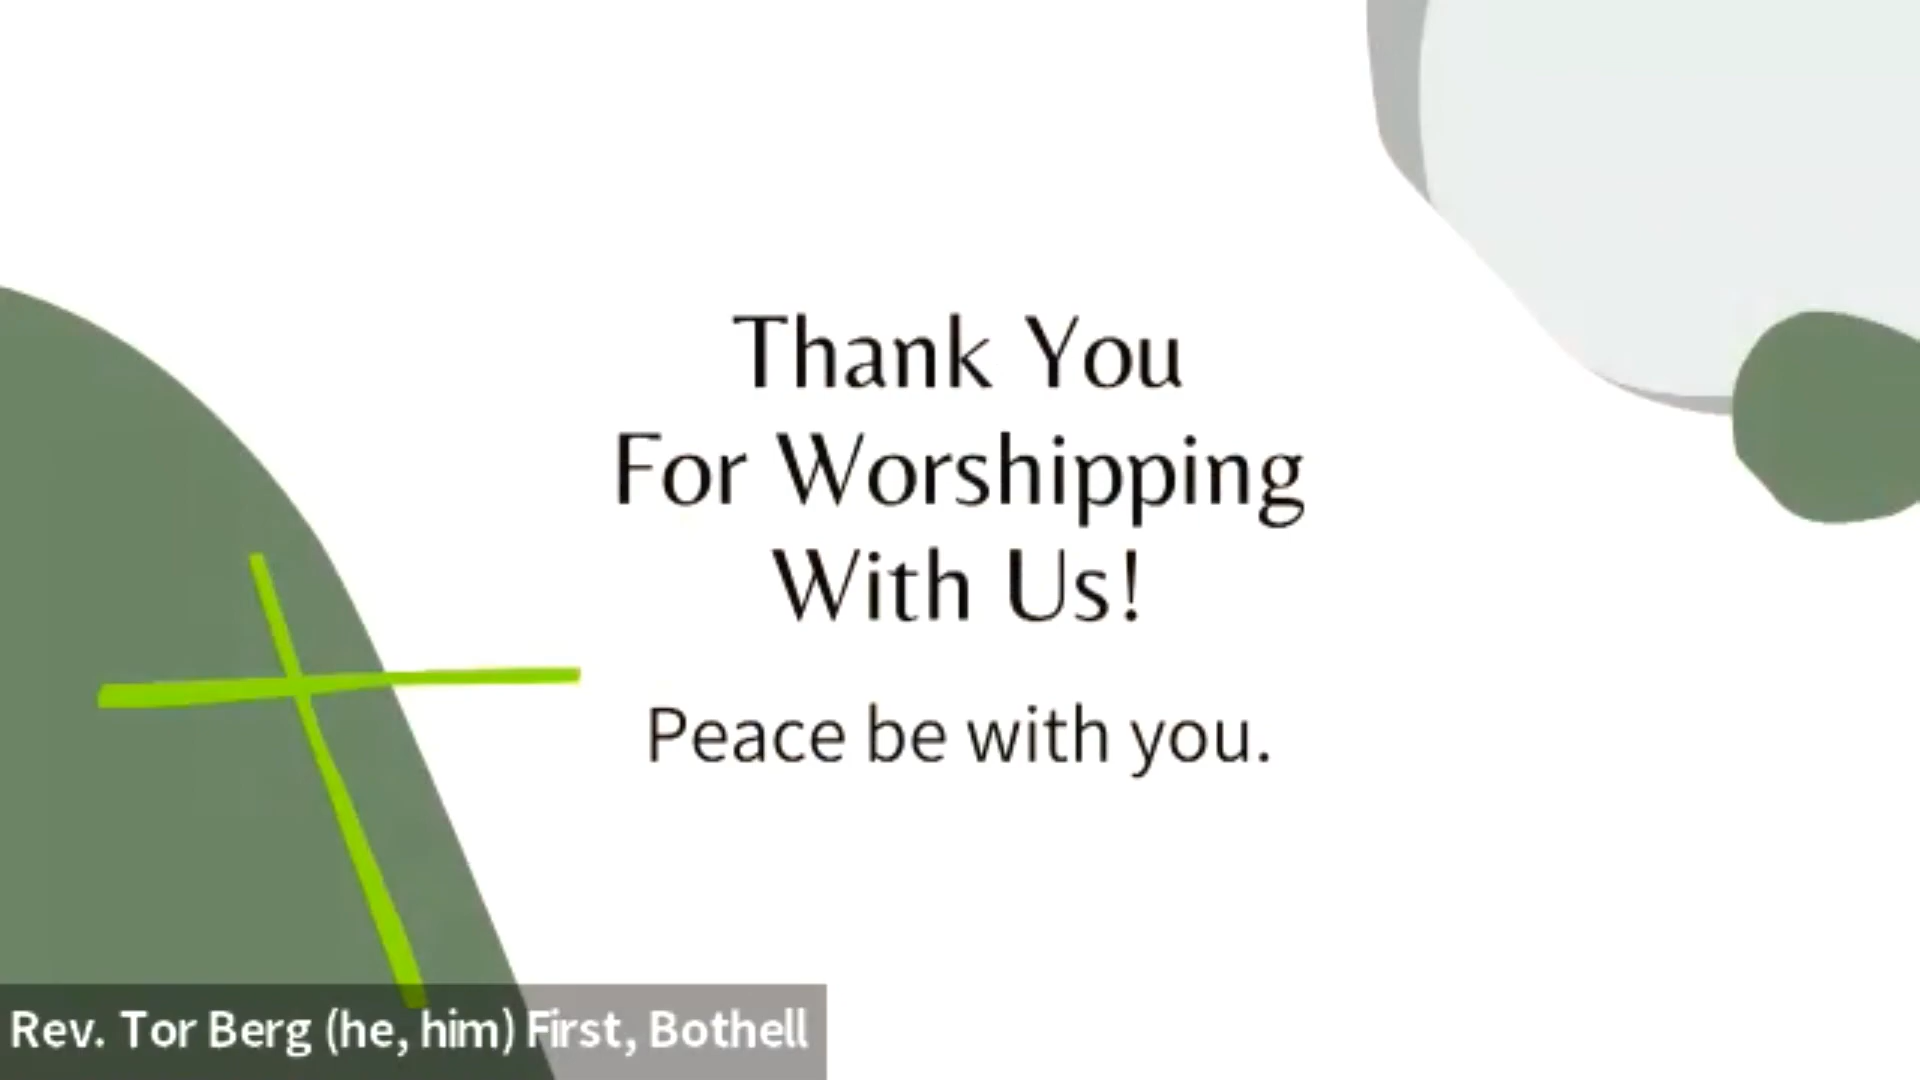 Thank You
For Worshipping
With Us!
Peace be with you.
Rev. Tor Berg (he, him) First, Bothell